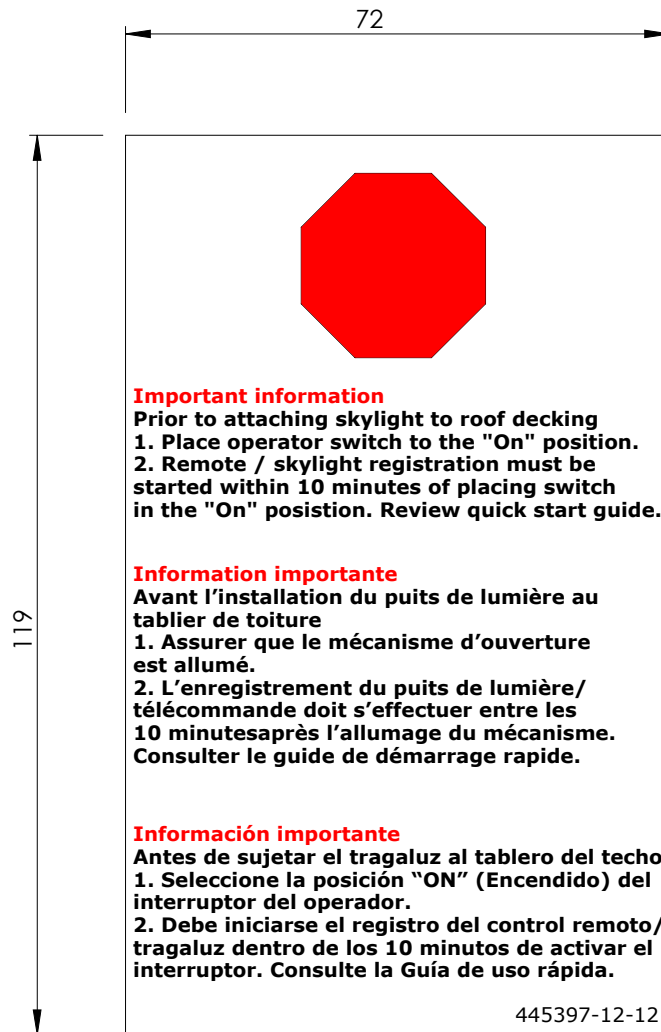 72
119
Important information
Prior to attaching skylight to roof decking
1. Place operator switch to the "On" position.
2. Remote / skylight registration must be
started within 10 minutes of placing switch
in the "On" posistion. Review quick start guide.
Information importante
Avant l’installation du puits de lumière au
tablier de toiture
1. Assurer que le mécanisme d’ouverture
est allumé.
2. L’enregistrement du puits de lumière/
télécommande doit s’effectuer entre les
10 minutesaprès l’allumage du mécanisme.
Consulter le guide de démarrage rapide.
Información importante
Antes de sujetar el tragaluz al tablero del techo
1. Seleccione la posición “ON” (Encendido) del
interruptor del operador.
2. Debe iniciarse el registro del control remoto/
tragaluz dentro de los 10 minutos de activar el
interruptor. Consulte la Guía de uso rápida.
445397-12-12